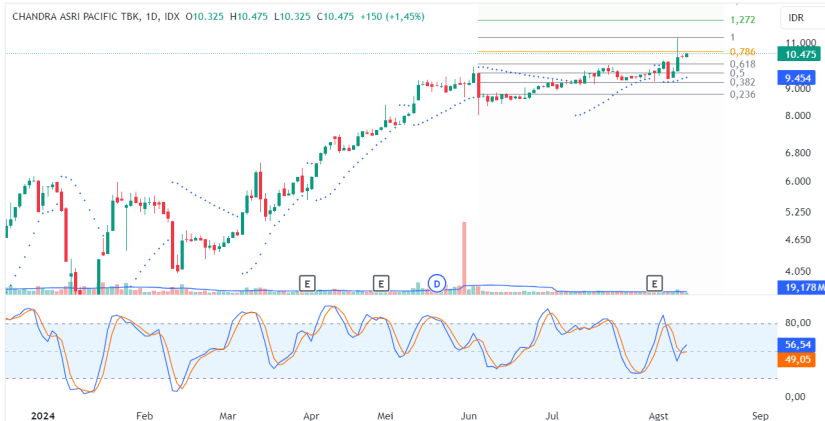 CHANDRA ASRI PACIFIC TBK, 1D, IDX O10.325 H10.475 L10.325 C10.475 +150 (+1,45%)
IDR
1,272
1
11.000
0,786
10.475
0,618
0,5
9.454
0,382
9.000
0,236
8.000
6.800
6.000
5.250
4.650
4.050
E
E
D
E
19,178M
80,00
56,54
49,05
0,00
2024
Feb
Mar
Apr
Mei
Jun
Jul
Agst
Sep